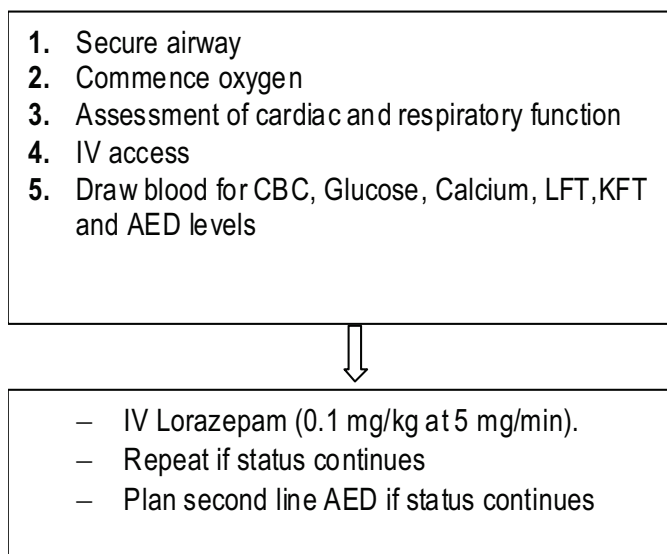 1. Secure airway
2. Commence oxygen
3. Assessment of cardiac and respiratory function
4. IV access
5. Draw blood for CBC, Glucose, Calcium, LFT,KFT
and AED levels
– IV Lorazepam (0.1 mg/kg at 5 mg/min).
– Repeat if status continues
– Plan second line AED if status continues